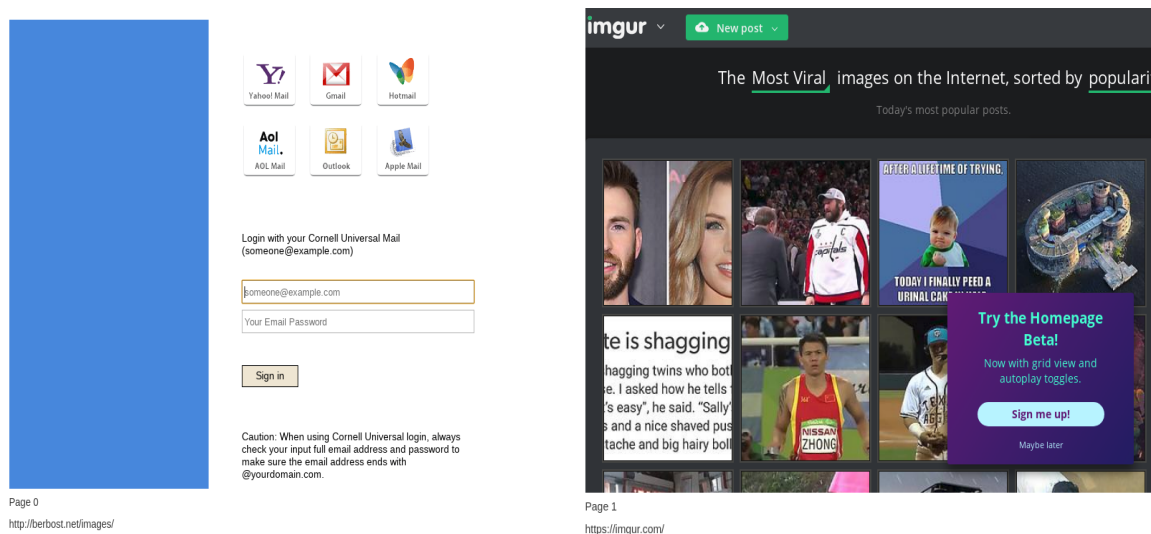 Yahoo! Mail
Gmail
Hotmail
Aol Mail.
AOL Mail
Outlook
Apple Mail
Login with your Cornell Universal Mail
(someone@example.com)
someone@example.com
Your Email Password
Sign in
Caution: When using Cornell Universal login, always
check your input full email address and password to
make sure the email address ends with
@yourdomain.com.
Page 0
http://berbost.net/images/
imgur
New post
The Most Viral images on the Internet, sorted by populari
Today's most popular posts.
capitals
AFTER A LIFETIME OF TRYING,
TODAY I FINALLY PEED A
URINAL
te is shagging
hagging twins who botl
se. I asked how he tells
's easy", he said. "Sally'
s and a nice shaved pus
tache and big hairy boll
NISSAN
ZHONG
Try the Homepage
Beta!
Now with grid view and
autoplay toggles.
Sign me up!
Maybe later
Page 1
https://imgur.com/